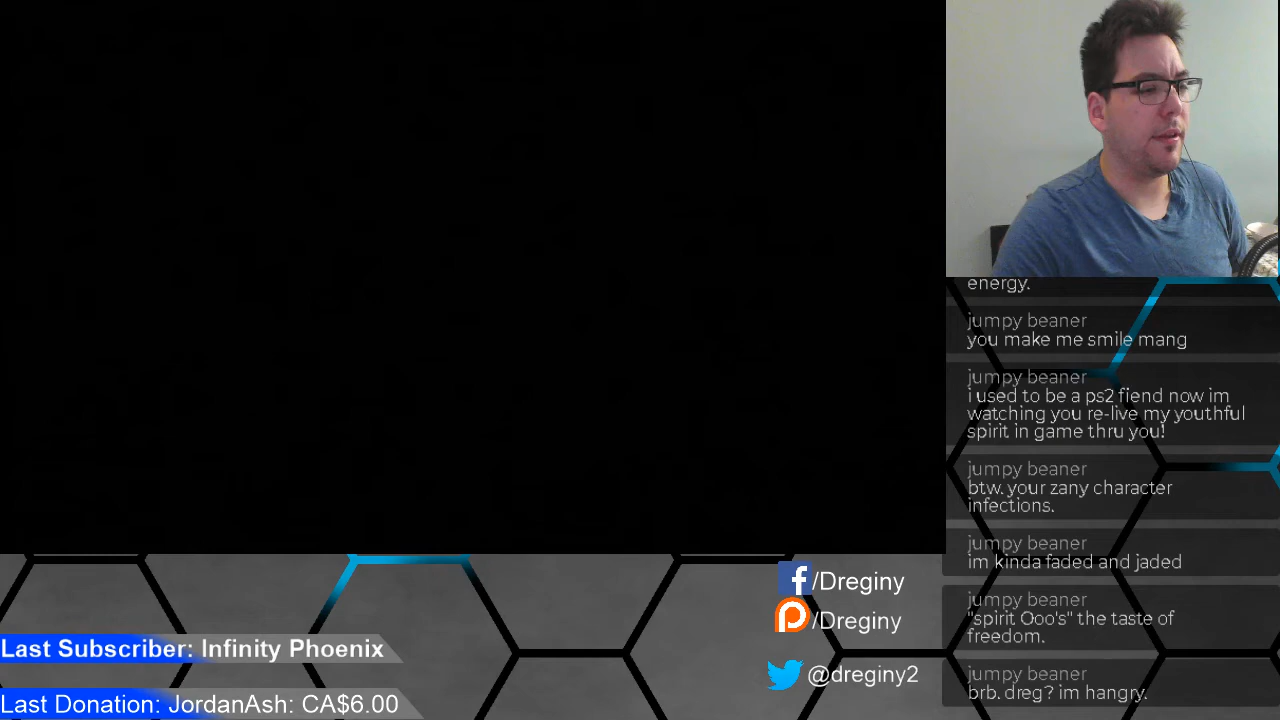 energy.
jumpy beaner
you make me smile mang
jumpy beaner
i used to be a ps2 fiend now im
watching you re-live my youthful
spirit in game thru you!
jumpy beaner
btw. your zany character
infections.
jumpy beaner
im kinda faded and jaded
jumpy beaner
"spirit Ooo's" the taste of
freedom.
jumpy beaner
brb. dreg? im hangry.
/Dreginy
/Dreginy
@dreginy2
Last Subscriber: Infinity Phoenix
Last Donation: JordanAsh: CA$6.00